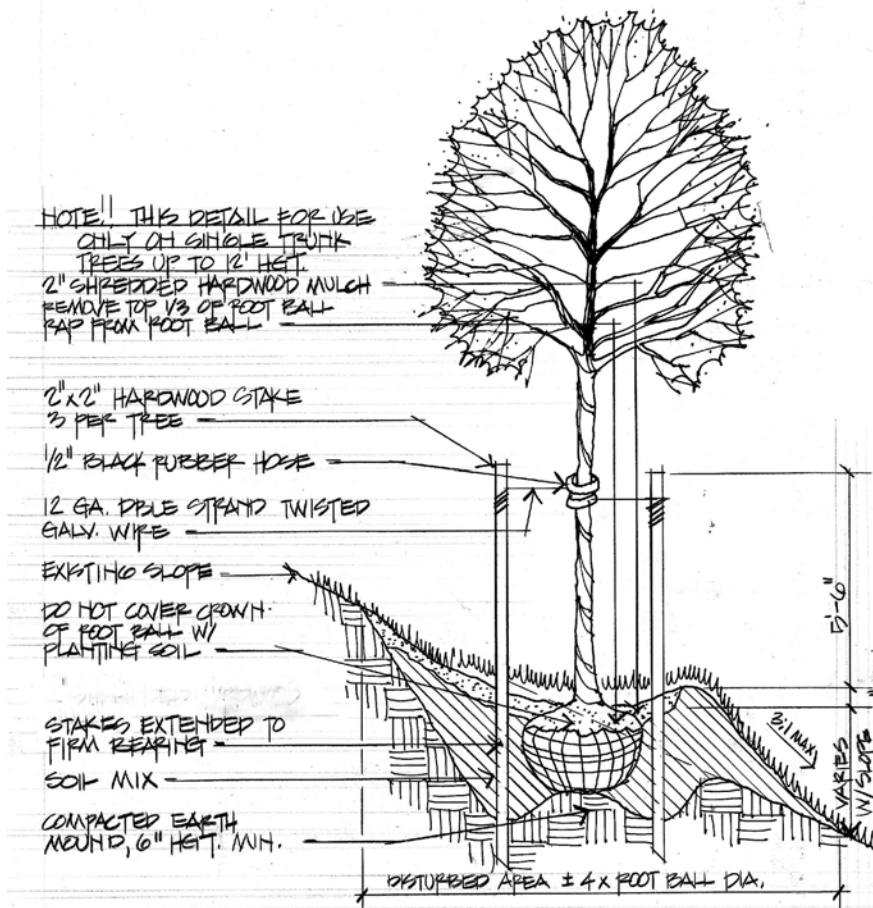 NOTE!! THIS DETAIL FOR USE
ONLY ON SINGLE TRUNK
TREES UP TO 12' HGT.
2" SHREDDED HARDWOOD MULCH
REMOVE TOP 1/3 OF ROOT BALL
RAP FROM ROOT BALL
2"x2" HARDWOOD STAKE
3 PER TREE
1/2" BLACK RUBBER HOSE
12 GA. DBLE STRAND TWISTED
GALV. WIRE
EXISTING SLOPE
DO NOT COVER CROWN
OF ROOT BALL W/
PLANTING SOIL
STAKES EXTENDED TO
FIRM BEARING
SOIL MIX
COMPACTED EARTH
MOUND, 6" HGT. MIN.
5'-6"
3:1 MAX
VARIES
W/SLOPE
DISTURBED AREA ± 4 x ROOT BALL DIA.